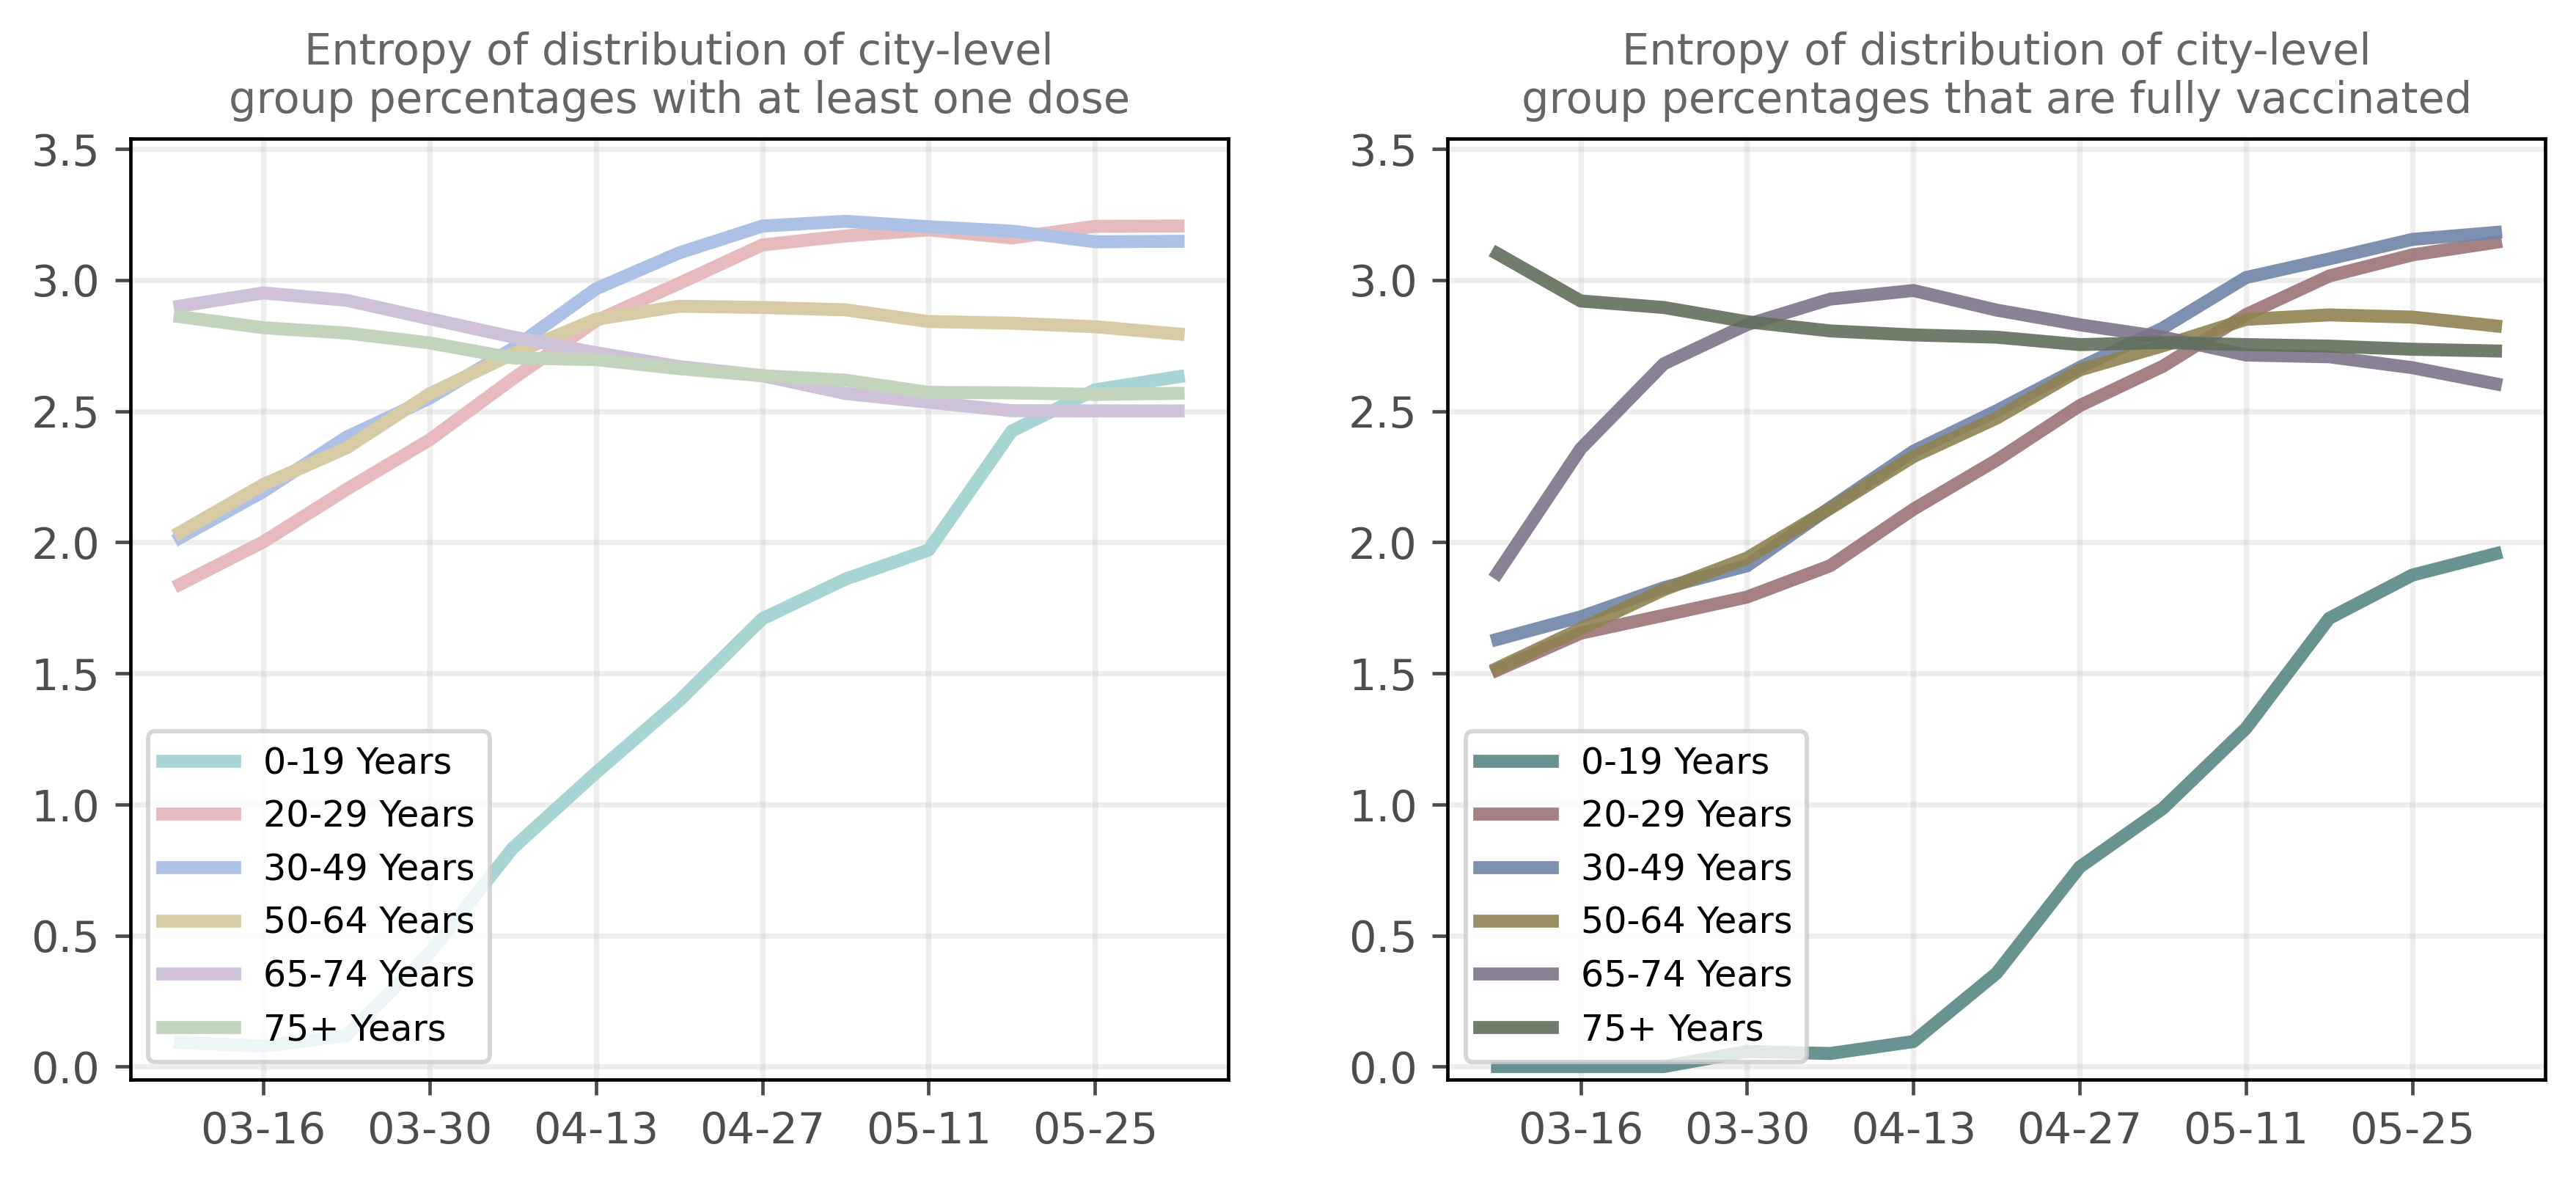 Entropy of distribution of city-level
group percentages with at least one dose
3.5
3.0
2.5
2.0
1.5
1.0
0.5
0.0
0-19 Years
20-29 Years
30-49 Years
50-64 Years
65-74 Years
75+ Years
03-16 03-30 04-13 04-27 05-11 05-25
Entropy of distribution of city-level
group percentages that are fully vaccinated
3.5
3.0
2.5
2.0
1.5
1.0
0.5
0.0
0-19 Years
20-29 Years
30-49 Years
50-64 Years
65-74 Years
75+ Years
03-16 03-30 04-13 04-27 05-11 05-25